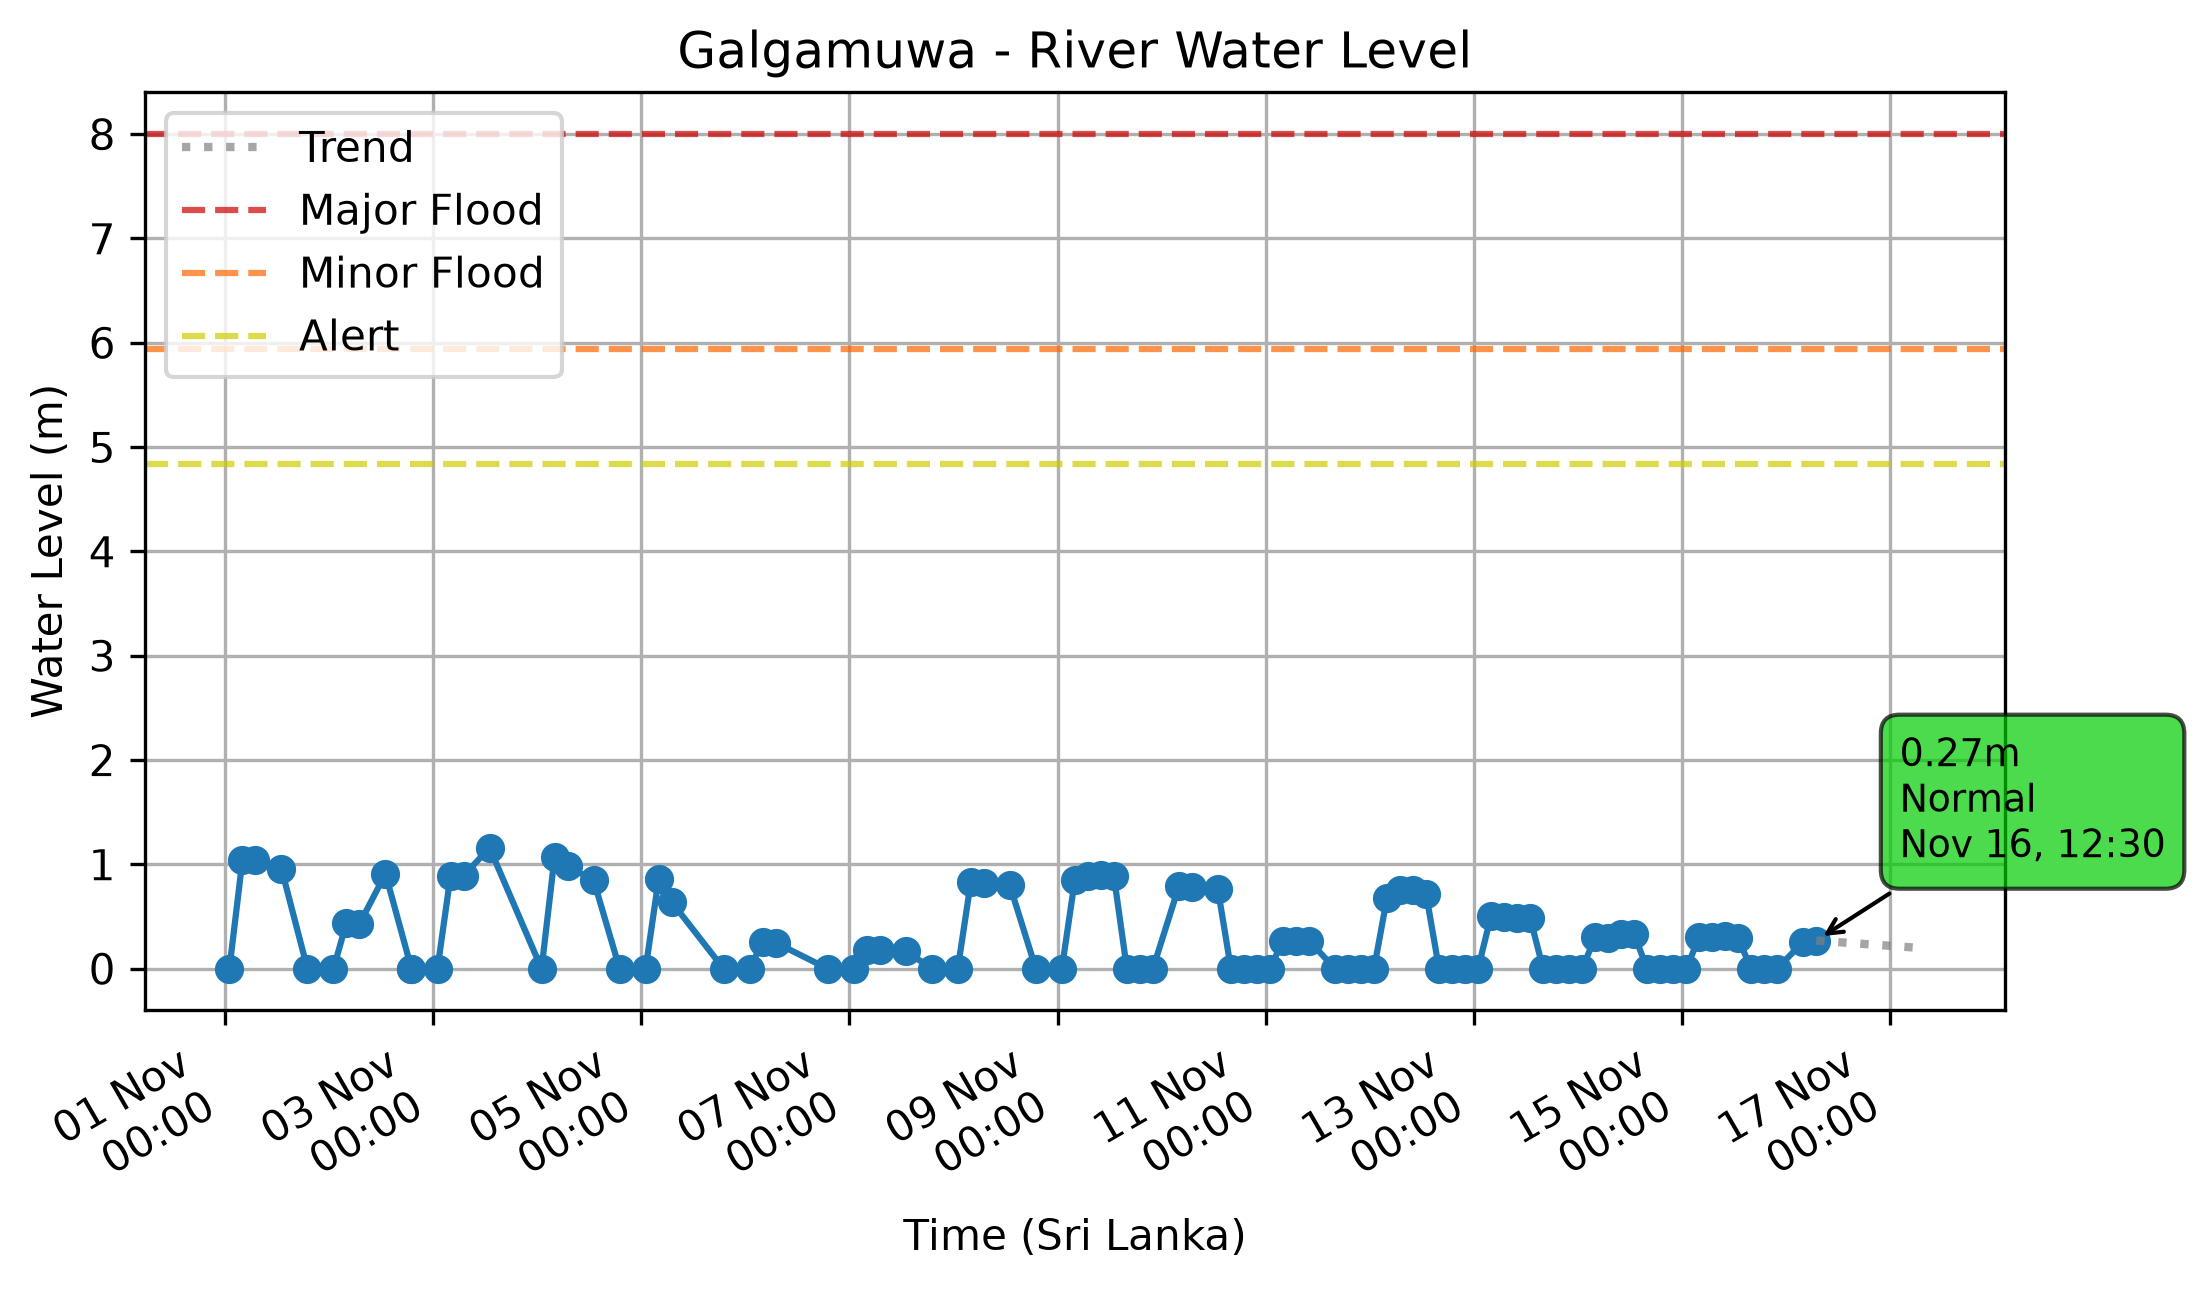 Galgamuwa - River Water Level
Trend
Major Flood
Minor Flood
Alert
Water Level (m)
8
7
6
5
4
3
2
1
0
0.27m
Normal
Nov 16, 12:30
01 Nov
00:00
03 Nov
00:00
05 Nov
00:00
07 Nov
00:00
09 Nov
00:00
11 Nov
00:00
13 Nov
00:00
15 Nov
00:00
17 Nov
00:00
Time (Sri Lanka)